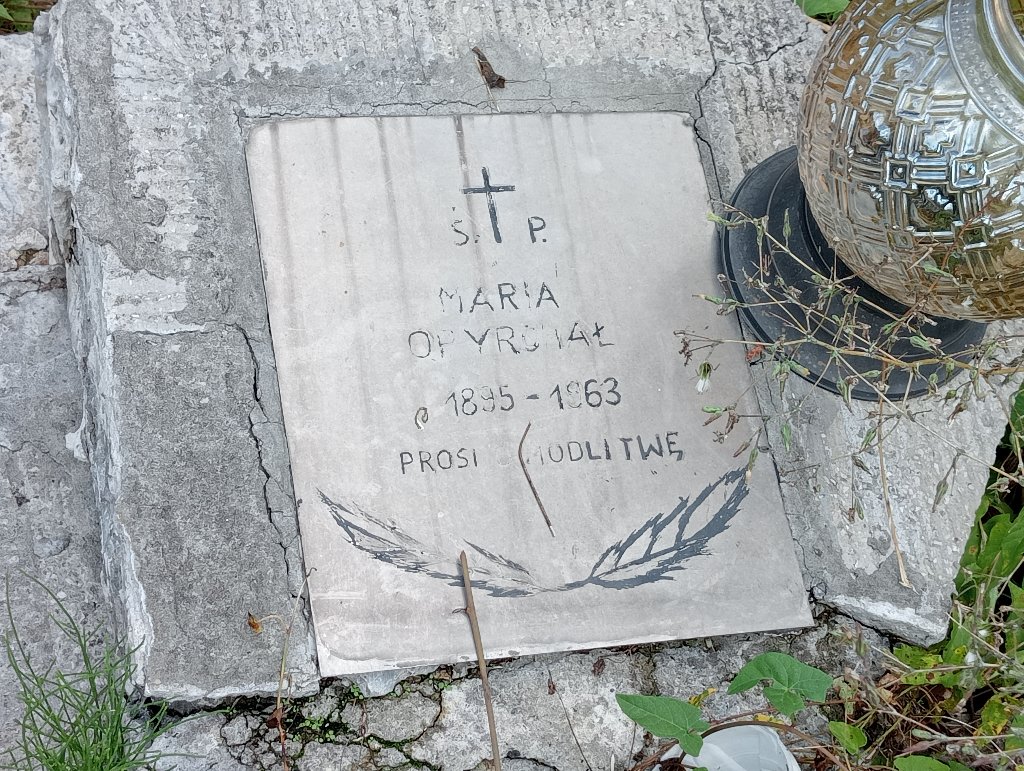 Ś. P.
MARIA
OPYRCHAŁ
1895 - 1963
PROSI O MODLITWĘ